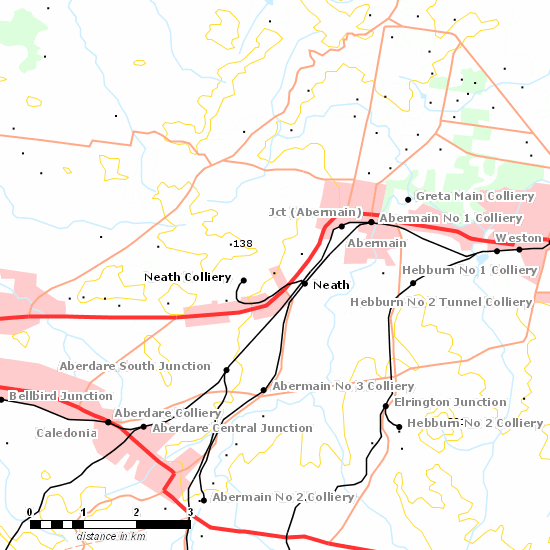 Greta Main Colliery
Jct (Abermain)
Abermain No 1 Colliery
Weston
Abermain
·138
Hebburn No 1 Colliery
Neath Colliery
Neath
Hebburn No 2 Tunnel Colliery
Aberdare South Junction
Abermain No 3 Colliery
Bellbird Junction
Elrington Junction
Aberdare Colliery
Hebburn No 2 Colliery
Caledonia
Aberdare Central Junction
Abermain No 2 Colliery
0 1 2 3
distance in km